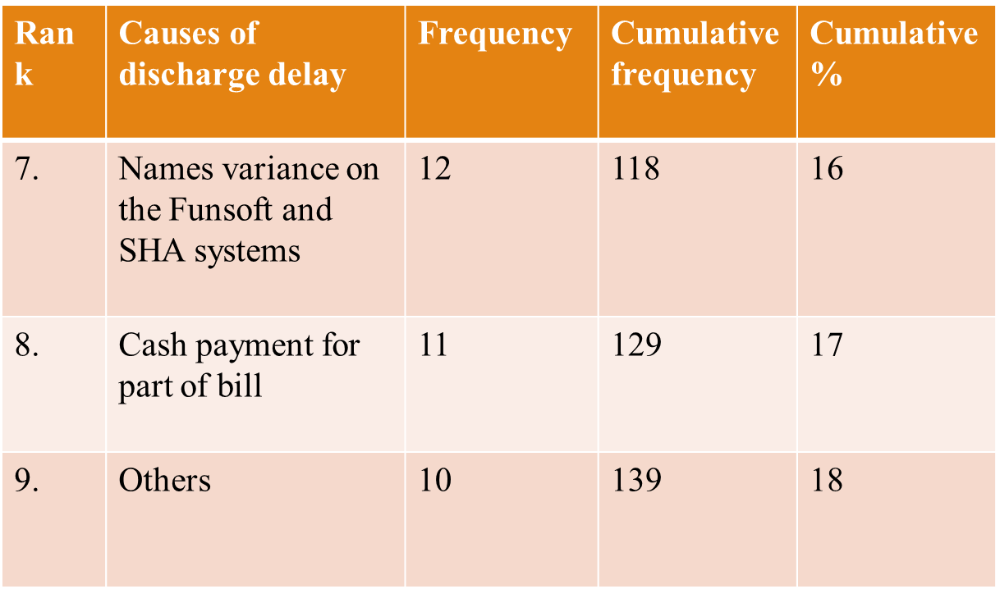 Ran
k
Causes of
discharge delay
Frequency
Cumulative
frequency
Cumulative
%
7.
Names variance on
the Funsoft and
SHA systems
12
118
16
8.
Cash payment for
part of bill
11
129
17
9.
Others
10
139
18